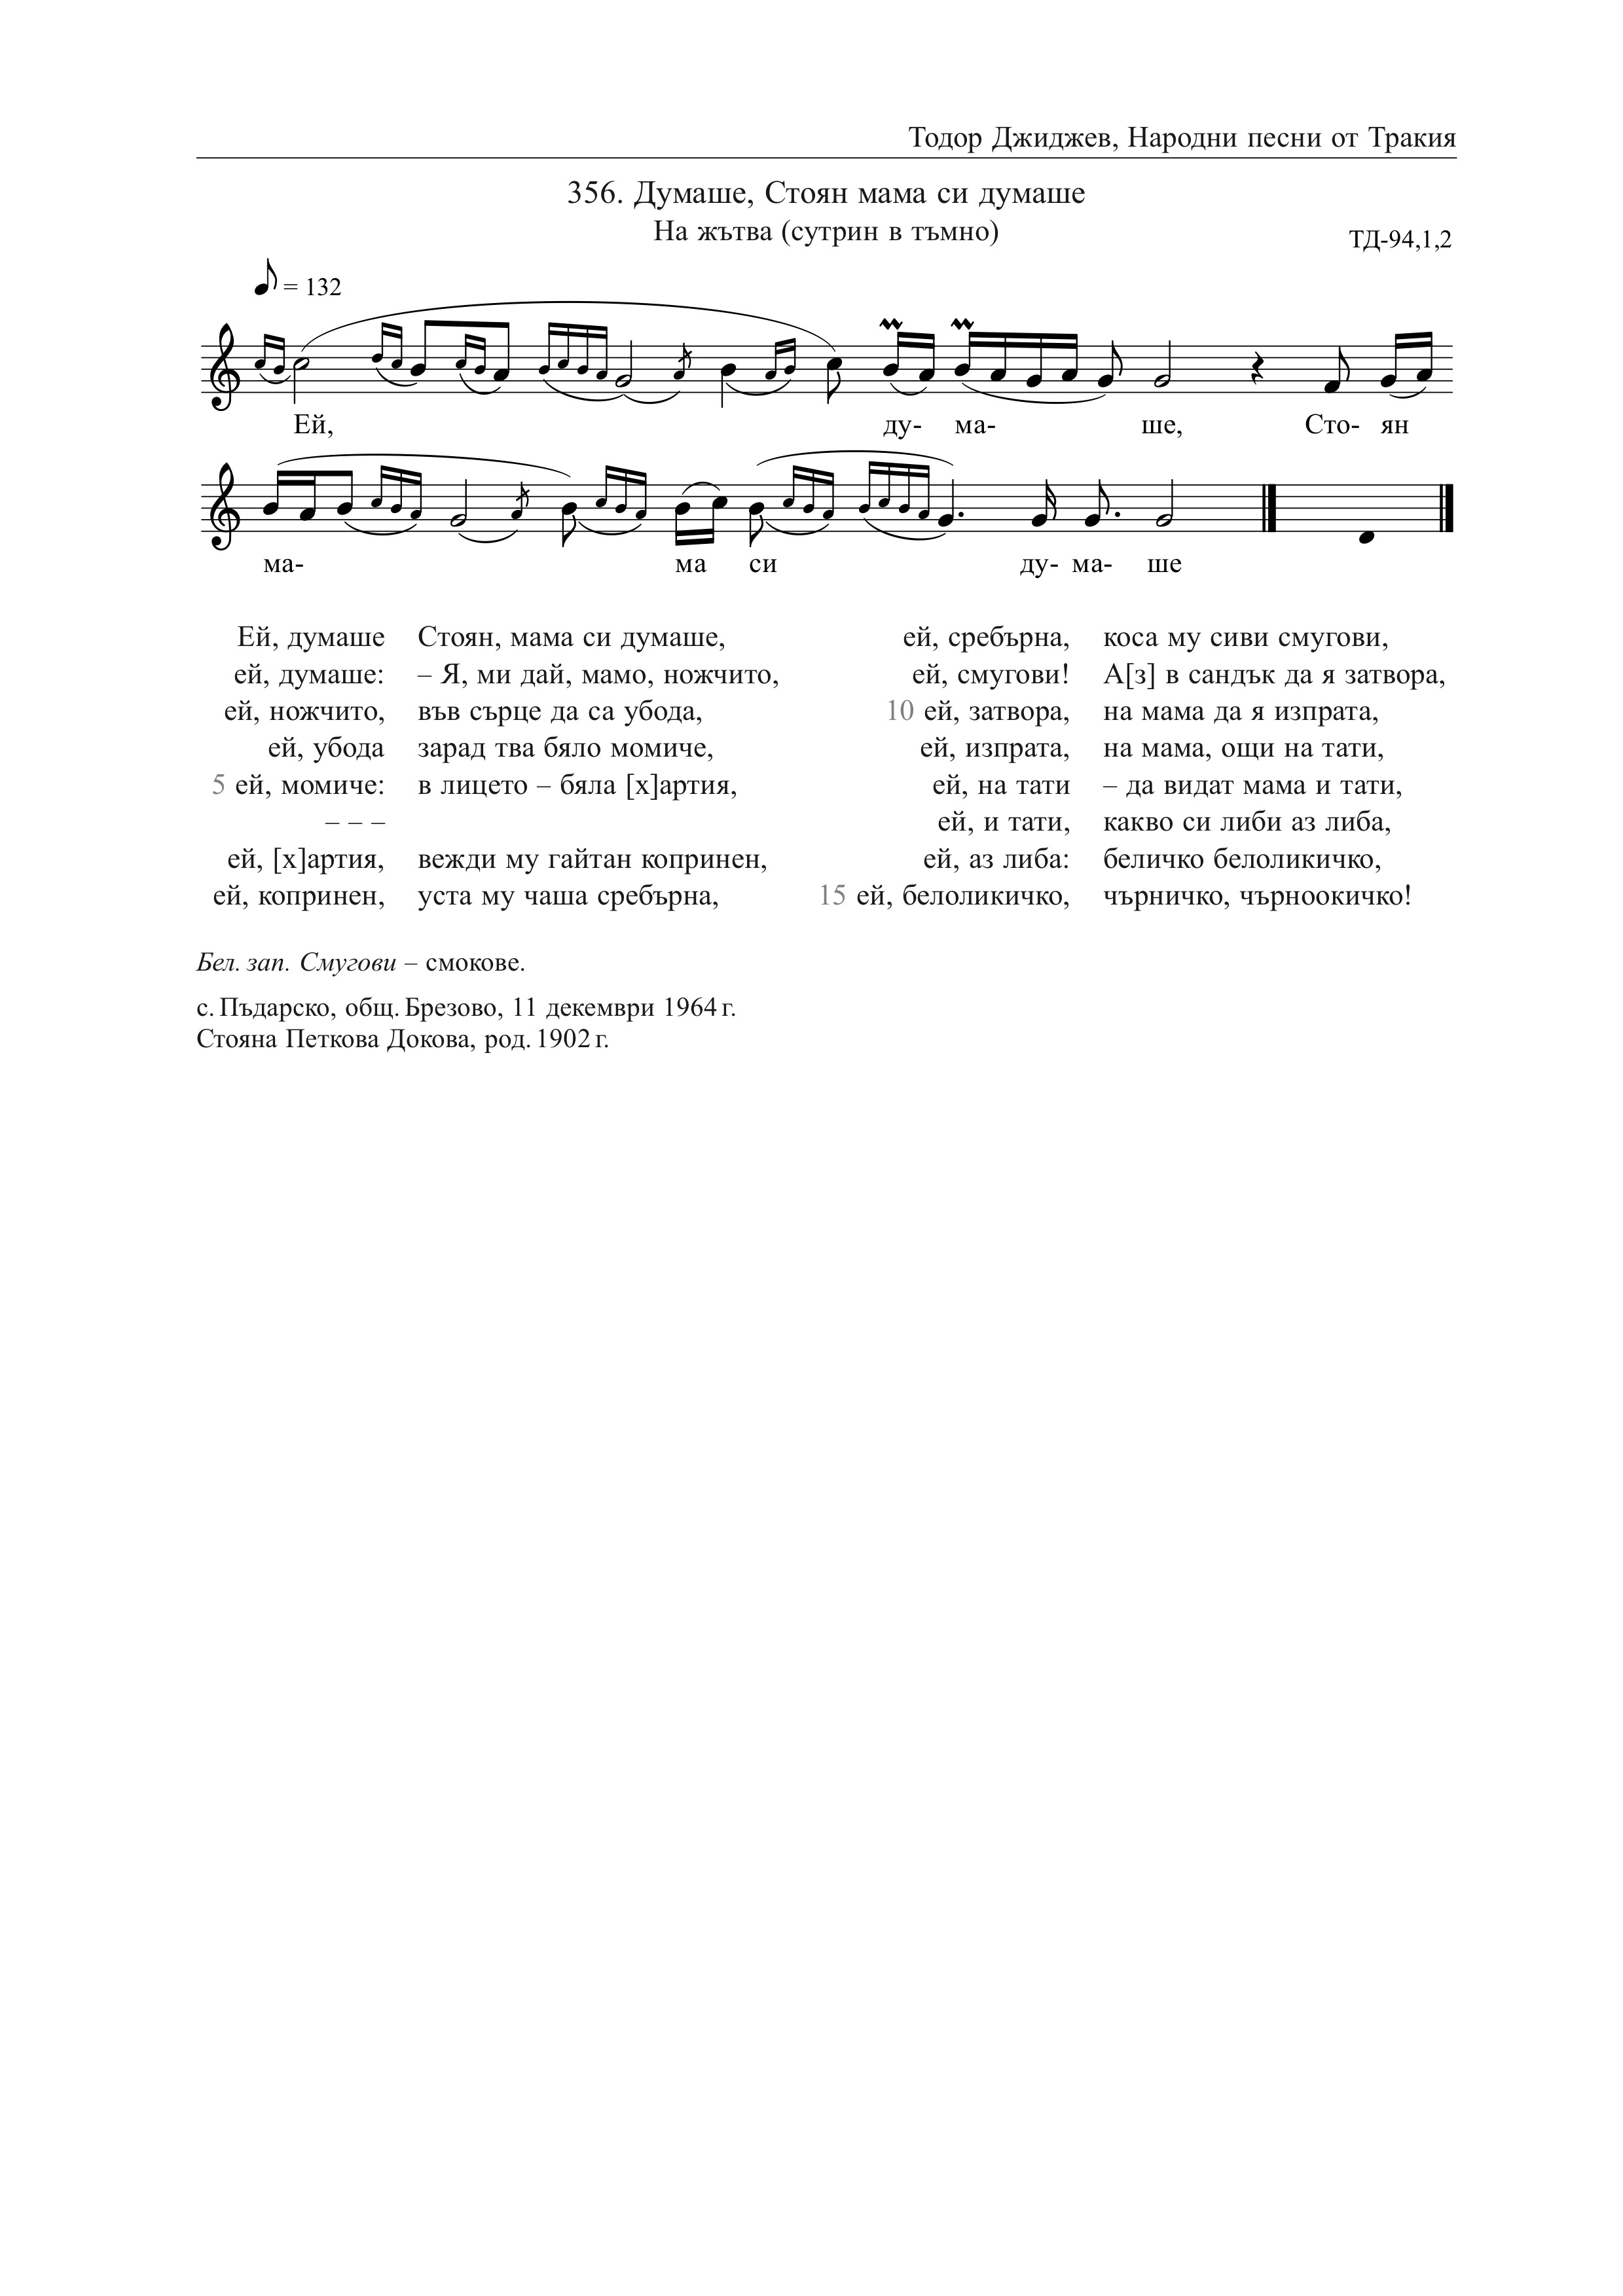 Тодор Джиджев, Народни песни от Тракия
356. Думаше, Стоян мама си думаше
На жътва (сутрин в тъмно)
ТД-94,1,2
= 132
Ей, ду- ма- ше, Сто- ян
ма- ма си ду- ма- ше
Ей, думаше Стоян, мама си думаше,
ей, думаше: – Я, ми дай, мамо, ножчито,
ей, ножчито, във сърце да са убода,
ей, убода зарад тва бяло момиче,
5 ей, момиче: в лицето – бяла [х]артия,
– – –
ей, [х]артия, вежди му гайтан копринен,
ей, копринен, уста му чаша сребърна,
ей, сребърна, коса му сиви смугови,
ей, смугови! А[з] в сандък да я затвора,
10 ей, затвора, на мама да я изпрата,
ей, изпрата, на мама, ощи на тати,
ей, на тати – да видат мама и тати,
ей, и тати, какво си либи аз либа,
ей, аз либа: беличко белоликичко,
15 ей, белоликичко, чърничко, чърноокичко!
Бел. зап. Смугови – смокове.
с. Пъдарско, общ. Брезово, 11 декември 1964 г.
Стояна Петкова Докова, род. 1902 г.